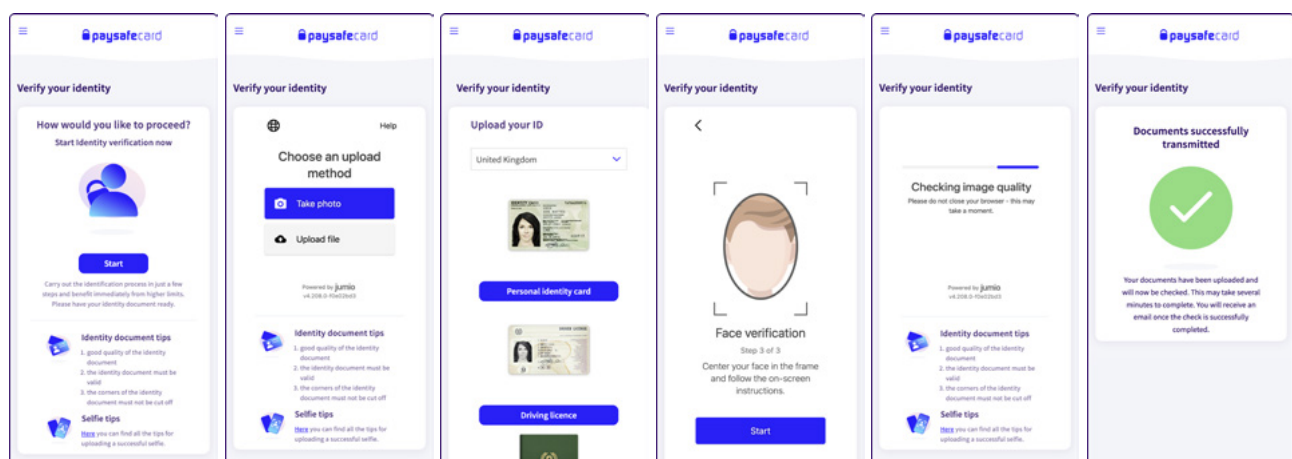 paysafecard
Verify your identity
How would you like to proceed?
Start Identity verification now
Start
Carry out the identification process in just a few
steps and benefit immediately from higher limits.
Please have your identity document ready.
Identity document tips
1. good quality of the identity
document
2. the identity document must be
valid
3. the corners of the identity
document must not be cut off
Selfie tips
Here you can find all the tips for
uploading a successful selfie.
paysafecard
Verify your identity
Help
Choose an upload
method
Take photo
Upload file
Powered by jumio
Identity document tips
1. good quality of the identity
document
2. the identity document must be
valid
3. the corners of the identity
document must not be cut off
Selfie tips
Here you can find all the tips for
uploading a successful selfie.
paysafecard
Verify your identity
Upload your ID
United Kingdom
Personal identity card
Driving licence
paysafecard
Verify your identity
Face verification
Step 3 of 3
Center your face in the frame
and follow the on-screen
instructions.
Start
paysafecard
Verify your identity
Checking image quality
Please do not close your browser - this may
take a moment.
Powered by jumio
Identity document tips
1. good quality of the identity
document
2. the identity document must be
valid
3. the corners of the identity
document must not be cut off
Selfie tips
Here you can find all the tips for
uploading a successful selfie.
paysafecard
Verify your identity
Documents successfully
transmitted
Your documents have been uploaded and
will now be checked. This may take several
minutes to complete. You will receive an
email once the check is successfully
completed.